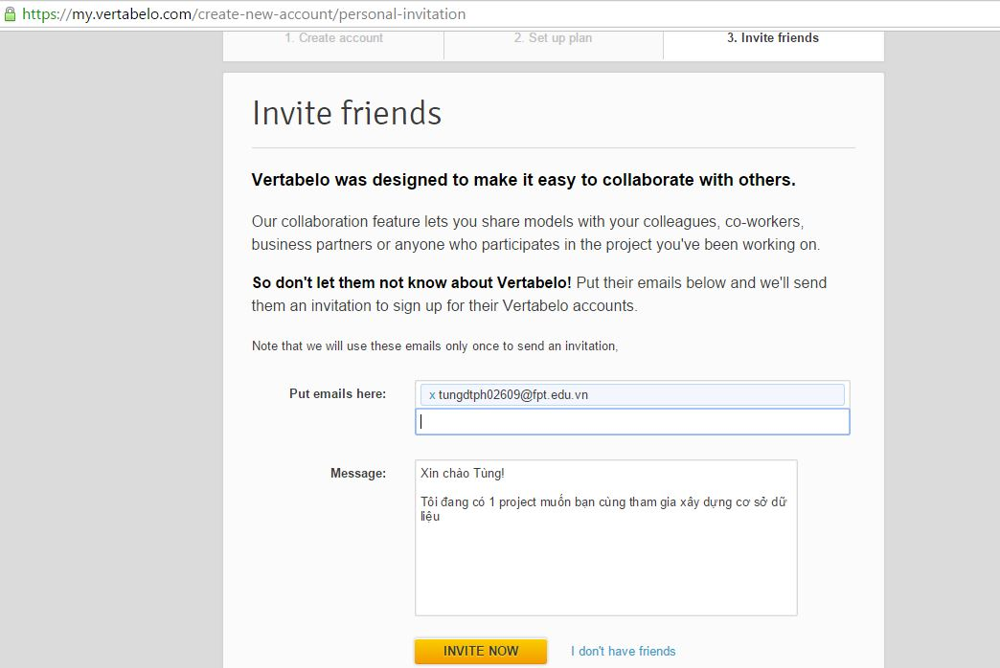 https://my.vertabelo.com/create-new-account/personal-invitation
1. Create account
2. Set up plan
3. Invite friends
Invite friends
Vertabelo was designed to make it easy to collaborate with others.
Our collaboration feature lets you share models with your colleagues, co-workers,
business partners or anyone who participates in the project you've been working on.
So don't let them not know about Vertabelo! Put their emails below and we'll send
them an invitation to sign up for their Vertabelo accounts.
Note that we will use these emails only once to send an invitation,
Put emails here:
x tungdtph02609@fpt.edu.vn
Message:
Xin chào Tùng!
Tôi đang có 1 project muốn bạn cùng tham gia xây dựng cơ sở dữ
liệu
INVITE NOW
I don't have friends